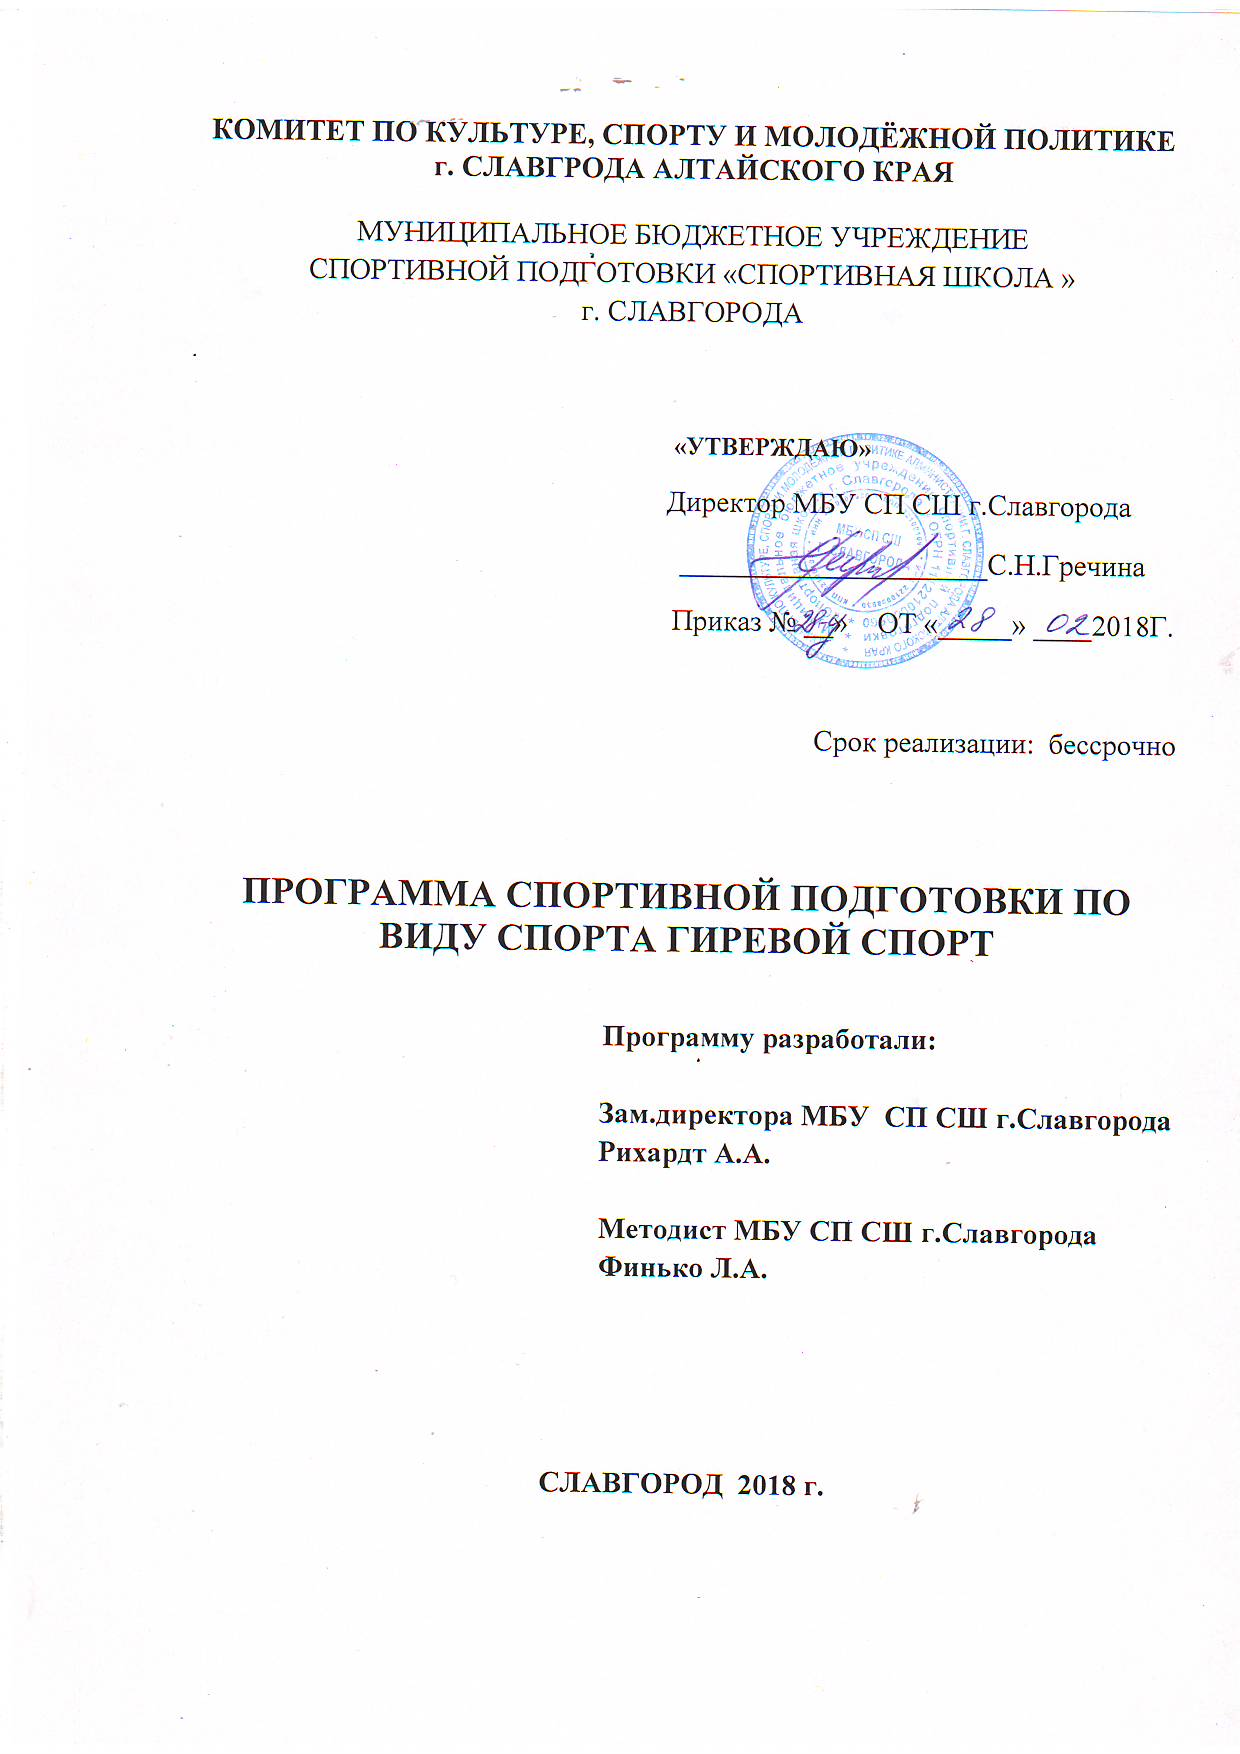 КОМИТЕТ ПО КУЛЬТУРЕ, СПОРТУ И МОЛОДЁЖНОЙ ПОЛИТИКЕ
г. СЛАВГРОДА АЛТАЙСКОГО КРАЯ
МУНИЦИПАЛЬНОЕ БЮДЖЕТНОЕ УЧРЕЖДЕНИЕ
СПОРТИВНОЙ ПОДГОТОВКИ «СПОРТИВНАЯ ШКОЛА »
г. СЛАВГОРОДА
«УТВЕРЖДАЮ»
Директор МБУ СП СШ г.Славгорода
С.Н.Гречина
Приказ № ОТ «28» 02 2018Г.
Срок реализации: бессрочно
ПРОГРАММА СПОРТИВНОЙ ПОДГОТОВКИ ПО
ВИДУ СПОРТА ГИРЕВОЙ СПОРТ
Программу разработали:
Зам.директора МБУ СП СШ г.Славгорода
Рихардт А.А.
Методист МБУ СП СШ г.Славгорода
Финько Л.А.
СЛАВГОРОД 2018 г.